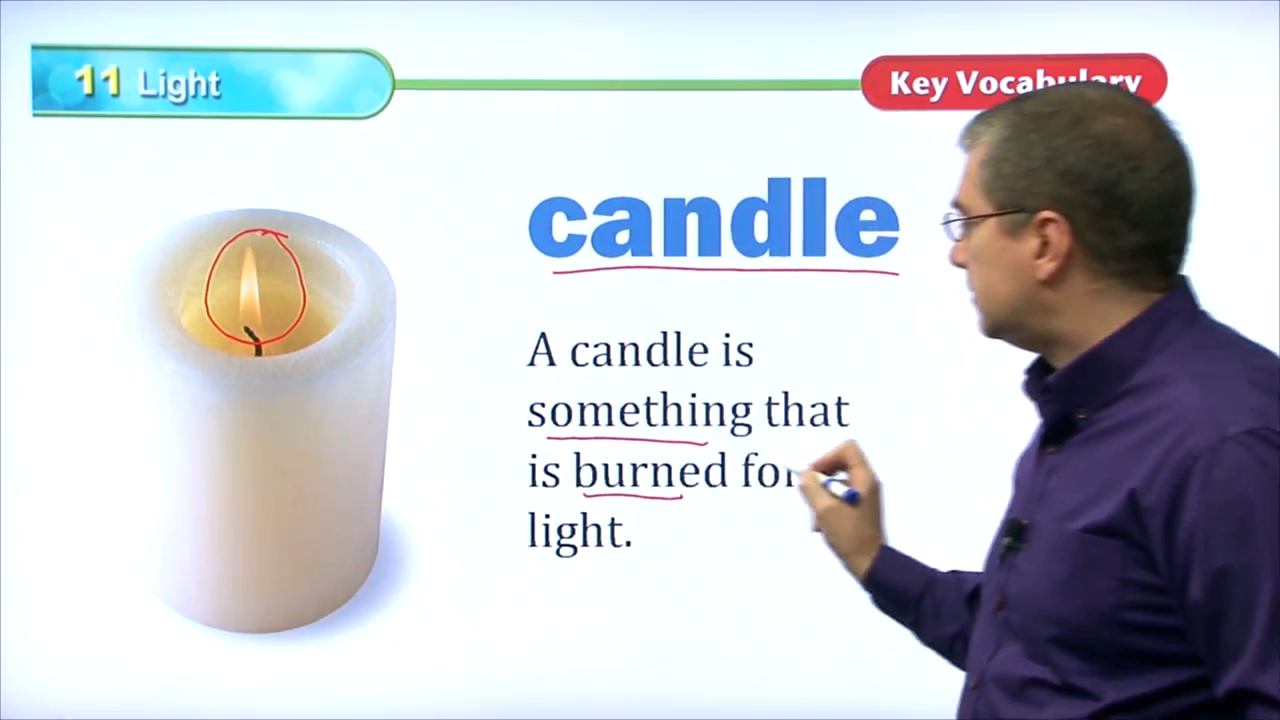 11 Light
Key Vocabulary
candle
A candle is
something that
is burned for
light.